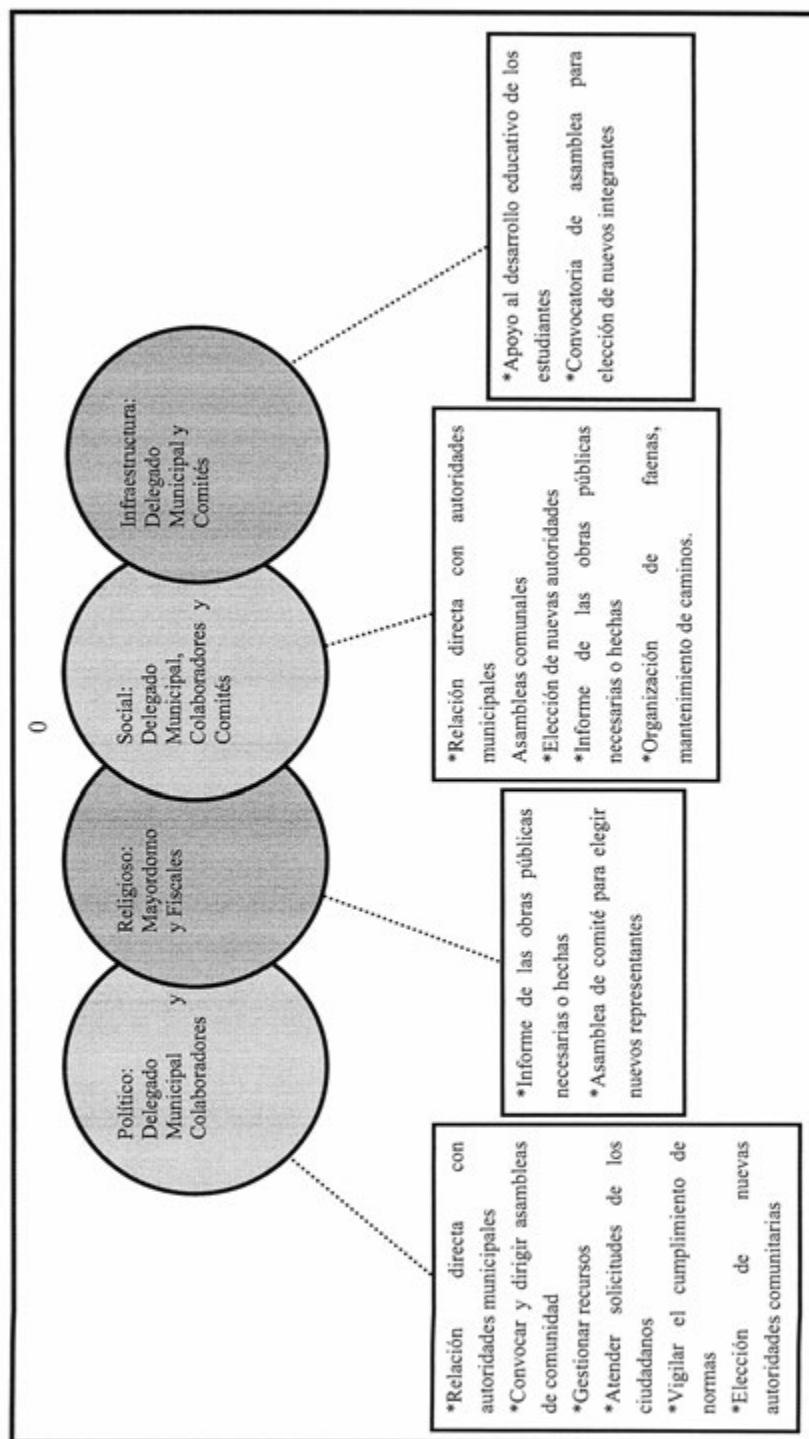 0
Político:
Delegado
Municipal y
Colaboradores
Religioso:
Mayordomo
y Fiscales
Social:
Delegado
Municipal,
Colaboradores y
Comités
Infraestructura:
Delegado
Municipal y
Comités
*Relación directa con
autoridades municipales
*Convocar y dirigir asambleas
de comunidad
*Gestionar recursos
*Atender solicitudes de los
ciudadanos
*Vigilar el cumplimiento de
normas
*Elección de nuevas
autoridades comunitarias
*Informe de las obras públicas
necesarias o hechas
*Asamblea de comité para elegir
nuevos representantes
*Relación directa con autoridades
municipales
Asambleas comunales
*Elección de nuevas autoridades
*Informe de las obras públicas
necesarias o hechas
*Organización de faenas,
mantenimiento de caminos.
*Apoyo al desarrollo educativo de los
estudiantes
*Convocatoria de asamblea para
elección de nuevos integrantes